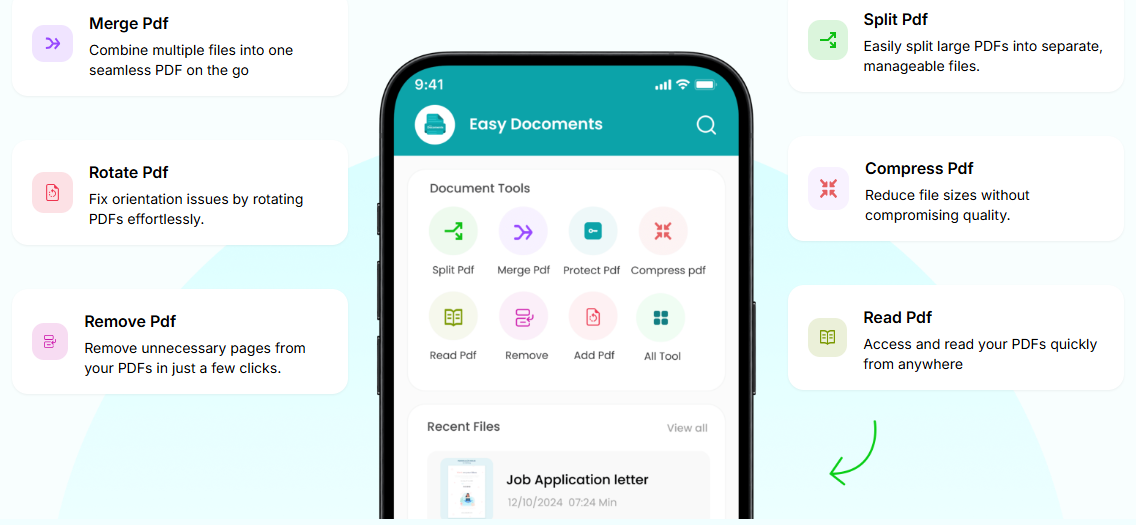 Merge Pdf
Combine multiple files into one
seamless PDF on the go
Rotate Pdf
Fix orientation issues by rotating
PDFs effortlessly.
Remove Pdf
Remove unnecessary pages from
your PDFs in just a few clicks.
9:41
Easy Docoments
Document Tools
Split Pdf
Merge Pdf
Protect Pdf
Compress pdf
Read Pdf
Remove
Add Pdf
All Tool
Recent Files
View all
Job Application letter
12/10/2024 07:24 Min
Split Pdf
Easily split large PDFs into separate,
manageable files.
Compress Pdf
Reduce file sizes without
compromising quality.
Read Pdf
Access and read your PDFs quickly
from anywhere